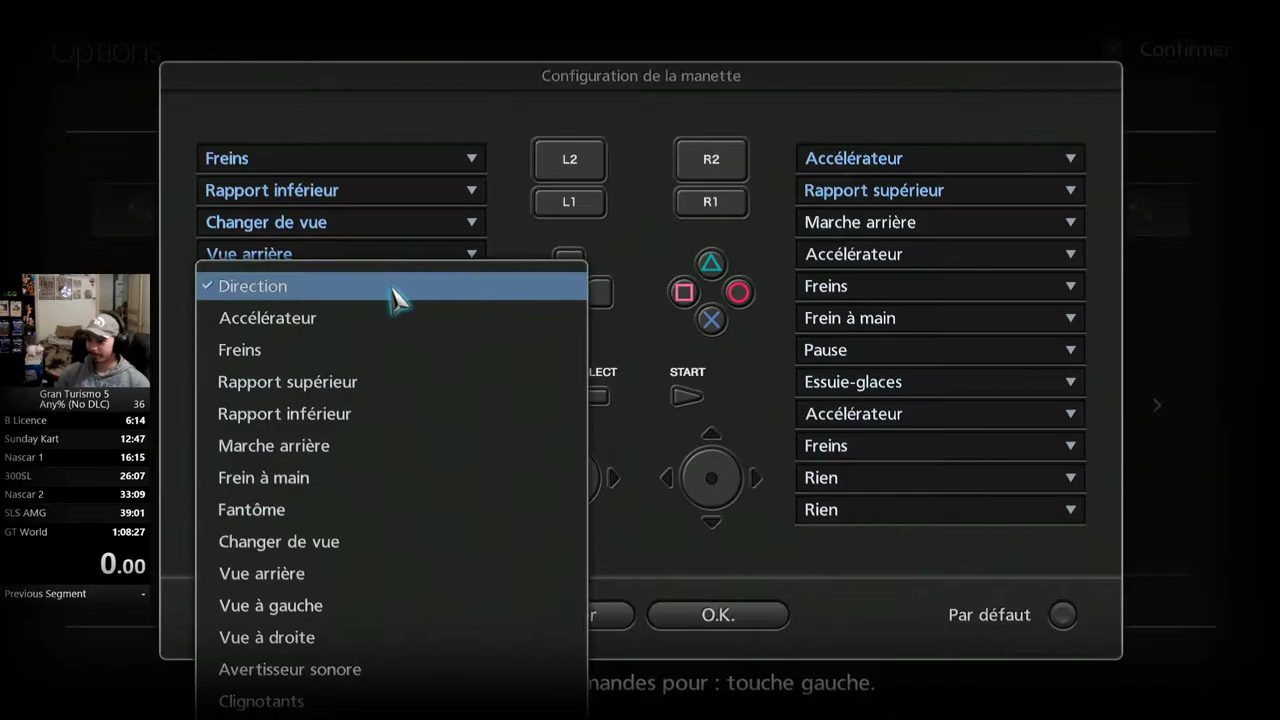 Options
Confirmer
Configuration de la manette
Freins
Rapport inférieur
Changer de vue
Vue arrière
L2
R2
L1
R1
Accélérateur
Rapport supérieur
Marche arrière
Accélérateur
Freins
Frein à main
Pause
Essuie-glaces
Accélérateur
Freins
Rien
Rien
Direction
Accélérateur
Freins
Rapport supérieur
Rapport inférieur
Marche arrière
Frein à main
Fantôme
Changer de vue
Vue arrière
Vue à gauche
Vue à droite
Avertisseur sonore
Clignotants
LECT
START
r
O.K.
Par défaut
mandes pour : touche gauche.
Gran Turismo 5
Any% (No DLC) 36
B Licence 6:14
Sunday Kart 12:47
Nascar 1 16:15
300SL 26:07
Nascar 2 33:09
SLS AMG 39:01
GT World 1:08:27
0.00
Previous Segment -